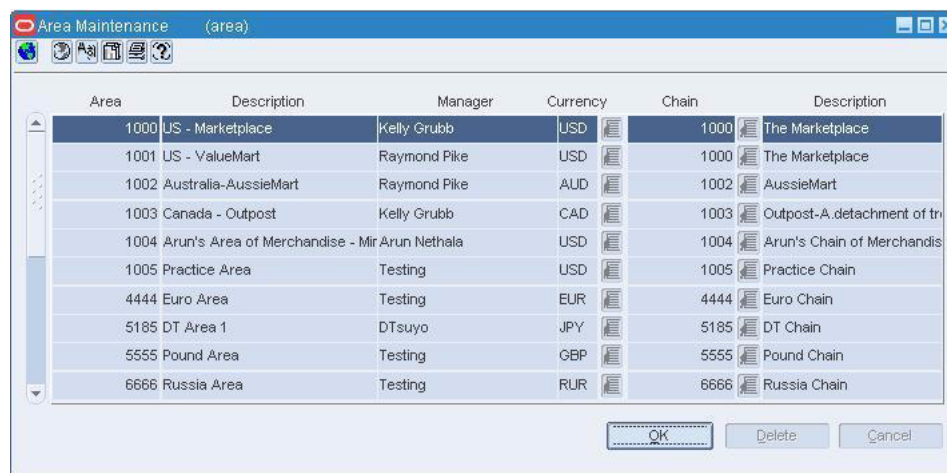 Area Maintenance (area)
Area Description Manager Currency Chain Description
1000 US - Marketplace Kelly Grubb USD 1000 The Marketplace
1001 US - ValueMart Raymond Pike USD 1000 The Marketplace
1002 Australia-AussieMart Raymond Pike AUD 1002 AussieMart
1003 Canada - Outpost Kelly Grubb CAD 1003 Outpost-A.detachment of tr
1004 Arun's Area of Merchandise - Mir Arun Nethala USD 1004 Arun's Chain of Merchandis
1005 Practice Area Testing USD 1005 Practice Chain
4444 Euro Area Testing EUR 4444 Euro Chain
5185 DT Area 1 DTsuyo JPY 5185 DT Chain
5555 Pound Area Testing GBP 5555 Pound Chain
6666 Russia Area Testing RUR 6666 Russia Chain
OK Delete Cancel